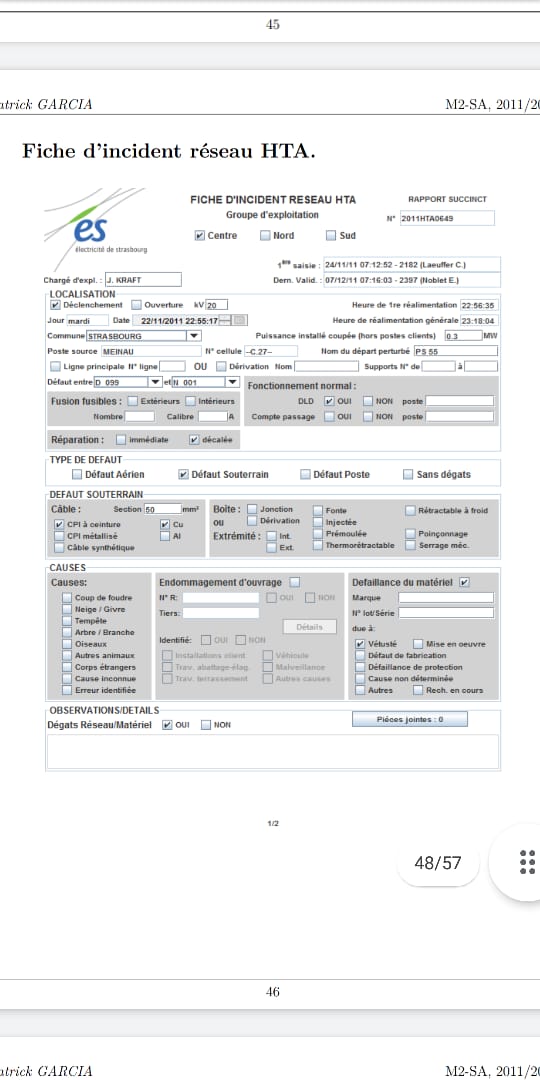 45
atrick GARCIA M2-SA, 2011/20
Fiche d'incident réseau HTA.
FICHE D'INCIDENT RESEAU HTA RAPPORT SUCCINCT
Groupe d'exploitation N° 2011HTA0649
Centre Nord Sud
es
électricité de strasbourg
1ère saisie : 24/11/11 07:12:52 - 2182 (Laeuffer C.)
Chargé d'expl. : J. KRAFT Dern. Valid. : 07/12/11 07:16:03 - 2397 (Noblet E.)
LOCALISATION
Déclenchement Ouverture kV 20 Heure de 1re réalimentation 22:56:35
Jour mardi Date 22/11/2011 22:55:17 Heure de réalimentation générale 23:18:04
Commune STRASBOURG Puissance installé coupée (hors postes clients) 0.3 MW
Poste source MEINAU N° cellule --C.27-- Nom du départ perturbé PS 55
Ligne principale N° ligne OU Dérivation Nom Supports N° de à
Défaut entre D 099 et N 001 Fonctionnement normal :
Fusion fusibles : Extérieurs Intérieurs DLD OUI NON poste
Nombre Calibre A Compte passage OUI NON poste
Réparation : immédiate décalée
TYPE DE DEFAUT
Défaut Aérien Défaut Souterrain Défaut Poste Sans dégats
DEFAUT SOUTERRAIN
Câble : Section 50 mm² Boîte : Jonction Fonte Rétractable à froid
CPI à ceinture Cu ou Dérivation Injectée
CPI métallisé Al Extrémité : Int. Prémoulée Poinçonnage
Câble synthétique Ext. Thermorétractable Serrage méc.
CAUSES
Causes: Endommagement d'ouvrage Defaillance du matériel
Coup de foudre N° R: OUI NON Marque
Neige / Givre N° lot/Série
Tempête Tiers:
Arbre / Branche Détails due à:
Oiseaux Identifié: OUI NON Vétusté Mise en oeuvre
Autres animaux Installations client Véhicule Défaut de fabrication
Corps étrangers Trav. abattage-élag. Malveillance Défaillance de protection
Cause inconnue Trav. terrassement Autres causes Cause non déterminée
Erreur identifiée Autres Rech. en cours
OBSERVATIONS/DETAILS
Dégats Réseau/Matériel OUI NON Piéces jointes : 0
1/2
48/57
46
atrick GARCIA M2-SA, 2011/20